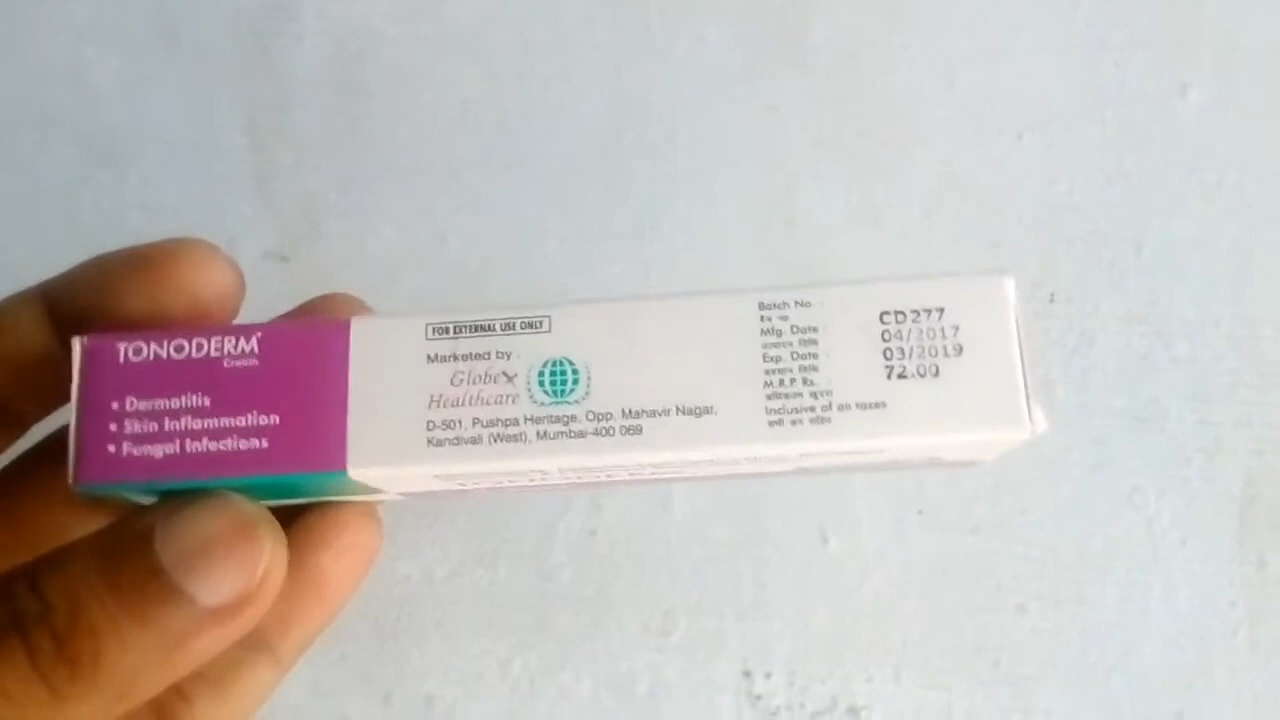 TONODERM
Cream
• Dermatitis
• Skin Inflammation
• Fungal Infections
FOR EXTERNAL USE ONLY
Marketed by :
Globex
Healthcare
D-501, Pushpa Heritage, Opp. Mahavir Nagar,
Kandivali (West), Mumbai-400 069
Batch No. : CD277
Mfg. Date : 04/2017
Exp. Date : 03/2019
M.R.P. Rs. : 72.00
Inclusive of all taxes